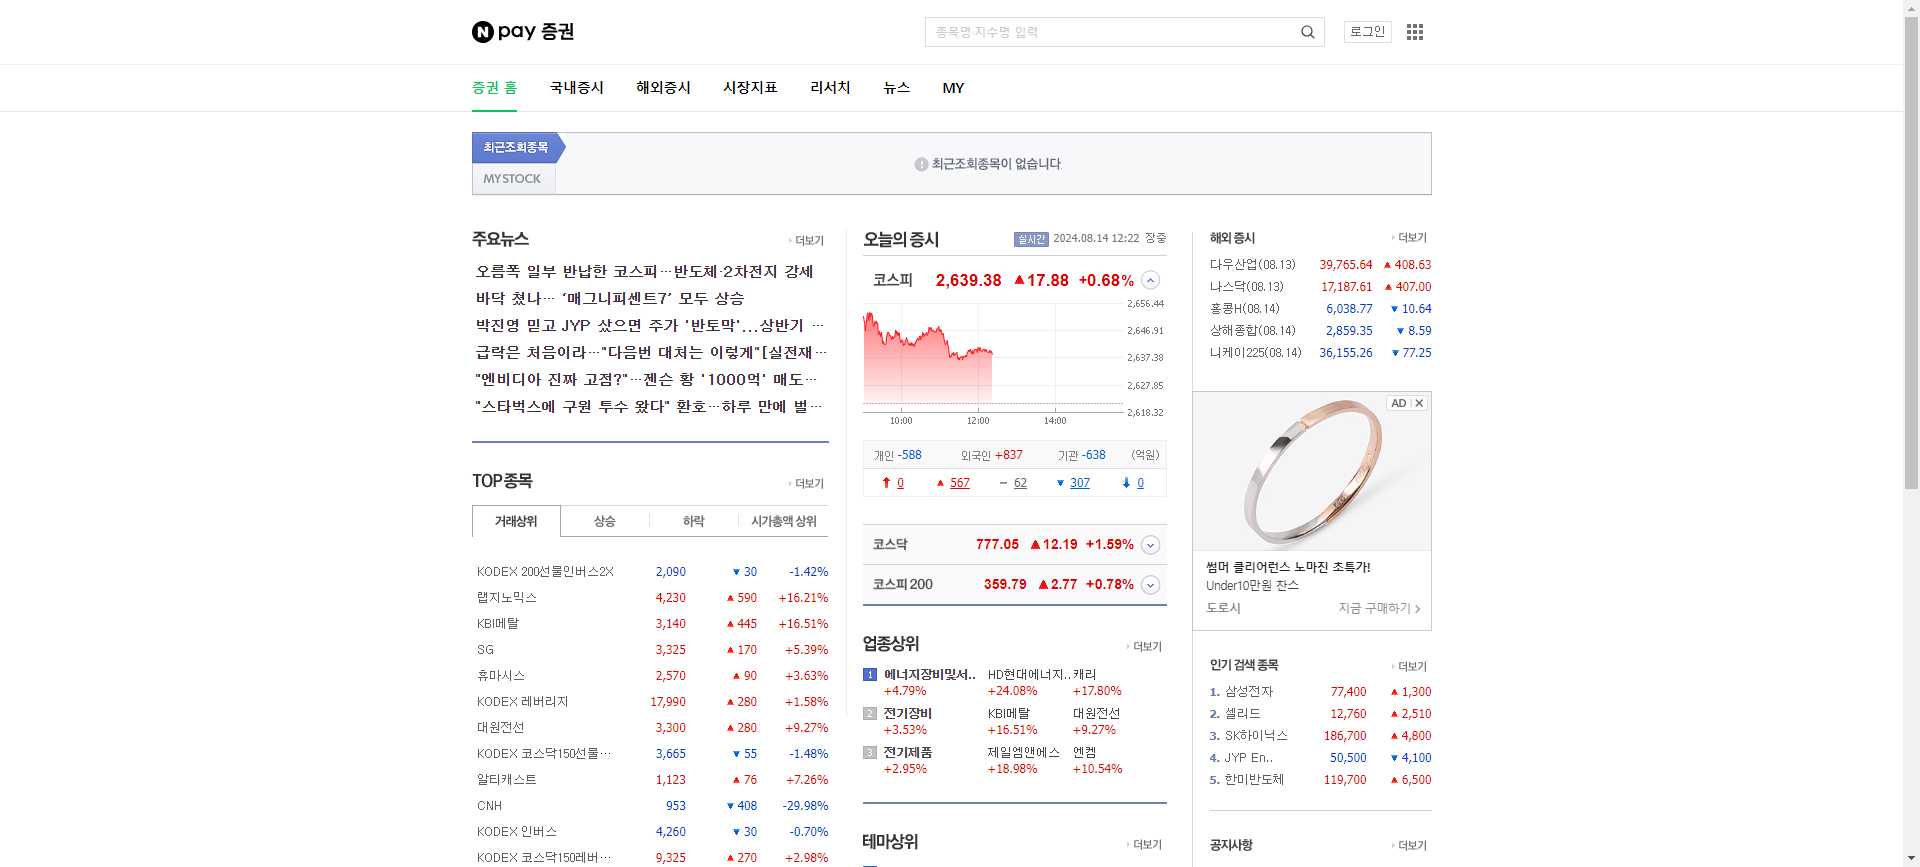 N pay 증권
종목명·지수명 입력
로그인
증권 홈 국내증시 해외증시 시장지표 리서치 뉴스 MY
최근조회종목
MYSTOCK
최근조회종목이 없습니다
주요뉴스 더보기
오름폭 일부 반납한 코스피…반도체·2차전지 강세
바닥 쳤나… ‘매그니피센트7’ 모두 상승
박진영 믿고 JYP 샀으면 주가 '반토막'...상반기 …
급락은 처음이라…"다음번 대처는 이렇게"[실전재…
"엔비디아 진짜 고점?"…젠슨 황 '1000억' 매도…
"스타벅스에 구원 투수 왔다" 환호…하루 만에 벌…
TOP 종목 더보기
거래상위 상승 하락 시가총액 상위
KODEX 200선물인버스2X 2,090 ▼ 30 -1.42%
랩지노믹스 4,230 ▲ 590 +16.21%
KBI메탈 3,140 ▲ 445 +16.51%
SG 3,325 ▲ 170 +5.39%
휴마시스 2,570 ▲ 90 +3.63%
KODEX 레버리지 17,990 ▲ 280 +1.58%
대원전선 3,300 ▲ 280 +9.27%
KODEX 코스닥150선물… 3,665 ▼ 55 -1.48%
알티캐스트 1,123 ▲ 76 +7.26%
CNH 953 ▼ 408 -29.98%
KODEX 인버스 4,260 ▼ 30 -0.70%
KODEX 코스닥150레버… 9,325 ▲ 270 +2.98%
오늘의 증시 실시간 2024.08.14 12:22 장중
코스피 2,639.38 ▲ 17.88 +0.68%
2,656.44
2,646.91
2,637.38
2,627.85
2,618.32
10:00 12:00 14:00
개인 -588 외국인 +837 기관 -638 (억원)
0 ▲ 567 62 ▼ 307 0
코스닥 777.05 ▲ 12.19 +1.59%
코스피 200 359.79 ▲ 2.77 +0.78%
업종상위 더보기
1 에너지장비및서.. HD현대에너지.. 캐리
+4.79% +24.08% +17.80%
2 전기장비 KBI메탈 대원전선
+3.53% +16.51% +9.27%
3 전기제품 제일엠앤에스 엔켐
+2.95% +18.98% +10.54%
테마상위 더보기
해외 증시 더보기
다우산업(08.13) 39,765.64 ▲ 408.63
나스닥(08.13) 17,187.61 ▲ 407.00
홍콩H(08.14) 6,038.77 ▼ 10.64
상해종합(08.14) 2,859.35 ▼ 8.59
니케이225(08.14) 36,155.26 ▼ 77.25
AD
썸머 클리어런스 노마진 초특가!
Under10만원 찬스
도로시 지금 구매하기
인기 검색 종목 더보기
1. 삼성전자 77,400 ▲ 1,300
2. 셀리드 12,760 ▲ 2,510
3. SK하이닉스 186,700 ▲ 4,800
4. JYP En.. 50,500 ▼ 4,100
5. 한미반도체 119,700 ▲ 6,500
공지사항 더보기